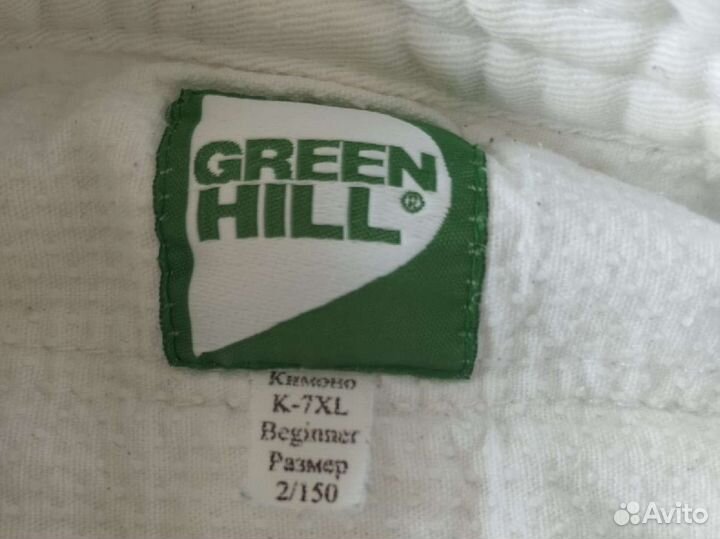 GREEN
HILL®
Кимоно
K-7XL
Beginner
Размер
2/150
Avito